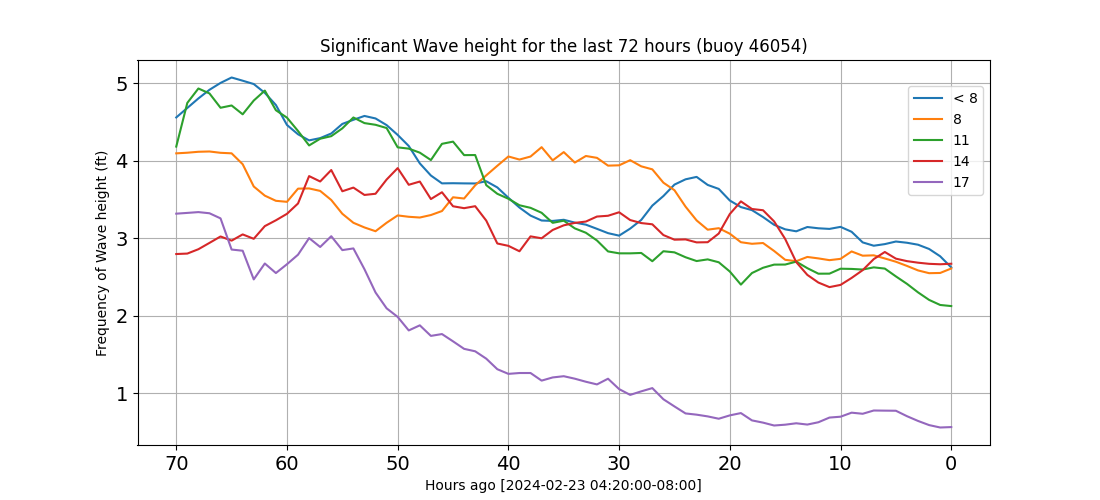 Significant Wave height for the last 72 hours (buoy 46054)
Frequency of Wave height (ft)
5
4
3
2
1
< 8
8
11
14
17
70 60 50 40 30 20 10 0
Hours ago [2024-02-23 04:20:00-08:00]